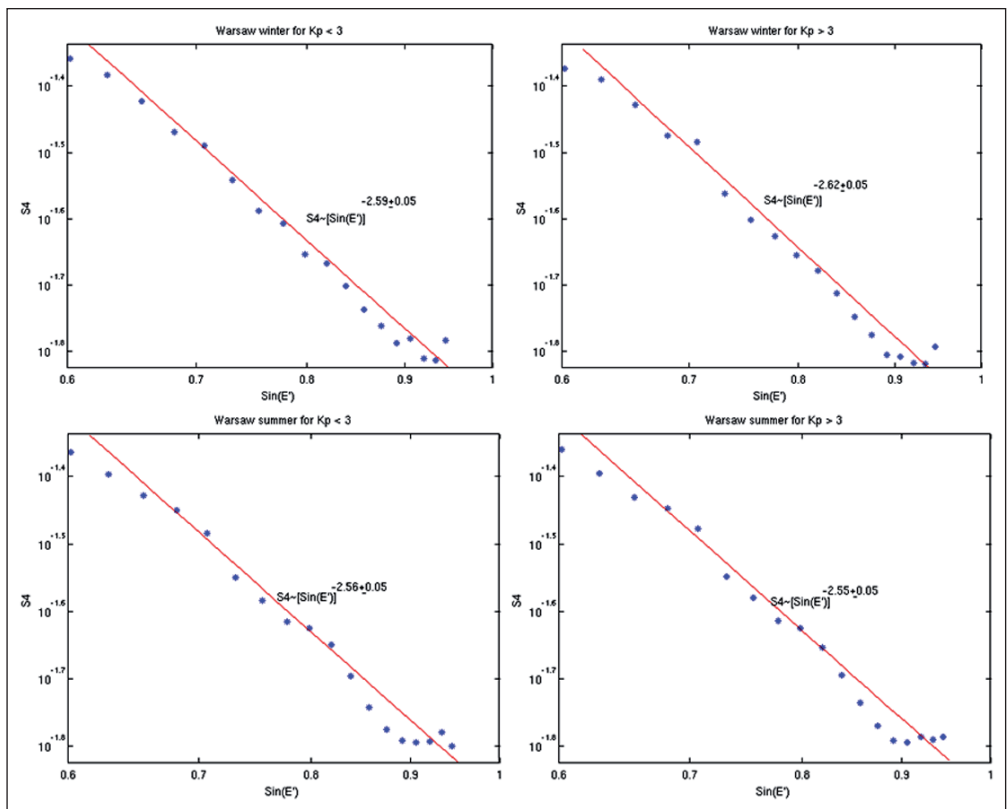 Warsaw winter for Kp < 3
10^-1.4
10^-1.5
10^-1.6
10^-1.7
10^-1.8
S4
S4~[Sin(E')]^-2.59±0.05
0.6 0.7 0.8 0.9 1
Sin(E')
Warsaw winter for Kp > 3
10^-1.4
10^-1.5
10^-1.6
10^-1.7
10^-1.8
S4
S4~[Sin(E')]^-2.62±0.05
0.6 0.7 0.8 0.9 1
Sin(E')
Warsaw summer for Kp < 3
10^-1.4
10^-1.5
10^-1.6
10^-1.7
10^-1.8
S4
S4~[Sin(E')]^-2.56±0.05
0.6 0.7 0.8 0.9 1
Sin(E')
Warsaw summer for Kp > 3
10^-1.4
10^-1.5
10^-1.6
10^-1.7
10^-1.8
S4
S4~[Sin(E')]^-2.55±0.05
0.6 0.7 0.8 0.9 1
Sin(E')